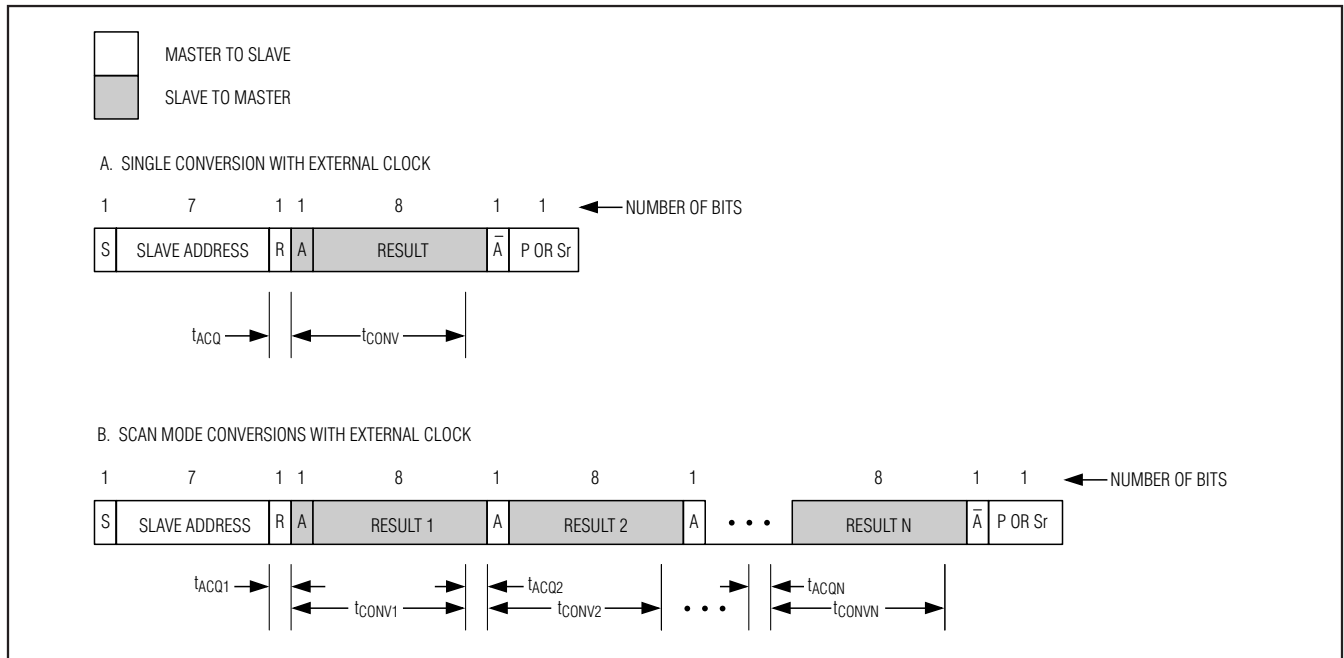 MASTER TO SLAVE
SLAVE TO MASTER
A. SINGLE CONVERSION WITH EXTERNAL CLOCK
1 7 1 1 8 1 1 NUMBER OF BITS
S SLAVE ADDRESS R A RESULT A̅ P OR Sr
tACQ tCONV
B. SCAN MODE CONVERSIONS WITH EXTERNAL CLOCK
1 7 1 1 8 1 8 1 8 1 1 NUMBER OF BITS
S SLAVE ADDRESS R A RESULT 1 A RESULT 2 A • • • RESULT N A̅ P OR Sr
tACQ1 tACQ2 tACQN
tCONV1 tCONV2 • • • tCONVN